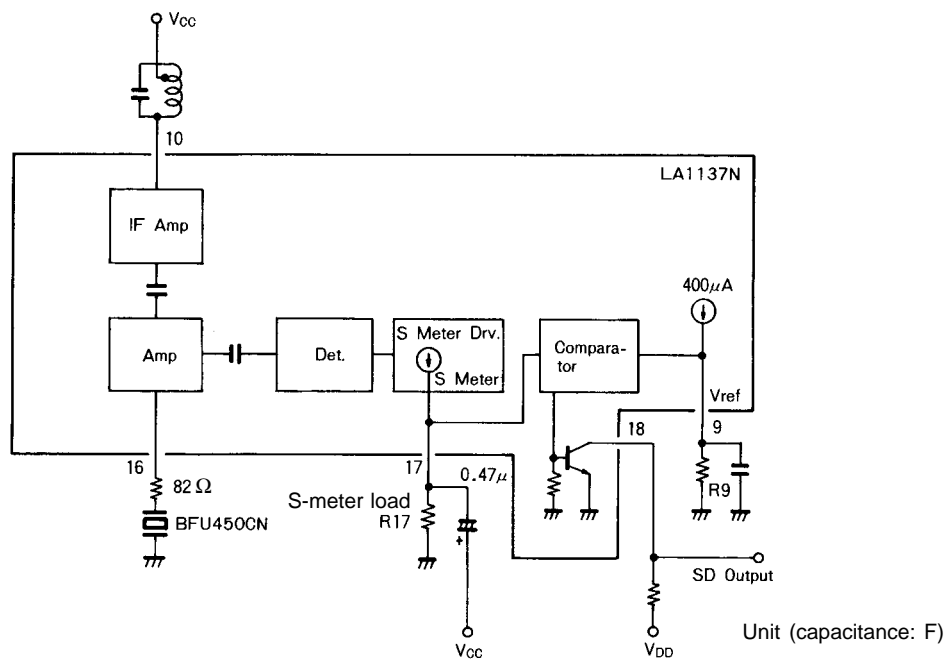 VCC
10
LA1137N
IF Amp
400μA
S Meter Drv.
Amp
Det.
S Meter
Compara-
tor
Vref
18
9
16
17
0.47μ
82Ω
S-meter load
R17
R9
BFU450CN
+
SD Output
VCC
VDD
Unit (capacitance: F)